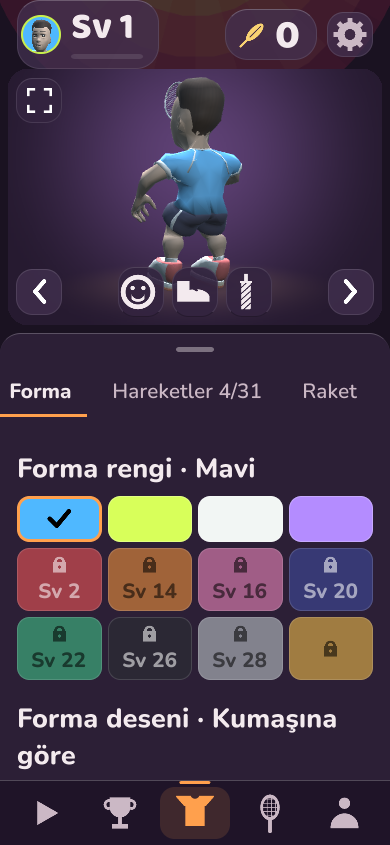 Sv 1
0
Forma
Hareketler 4/31
Raket
Forma rengi · Mavi
Sv 2
Sv 14
Sv 16
Sv 20
Sv 22
Sv 26
Sv 28
Forma deseni · Kumaşına
göre